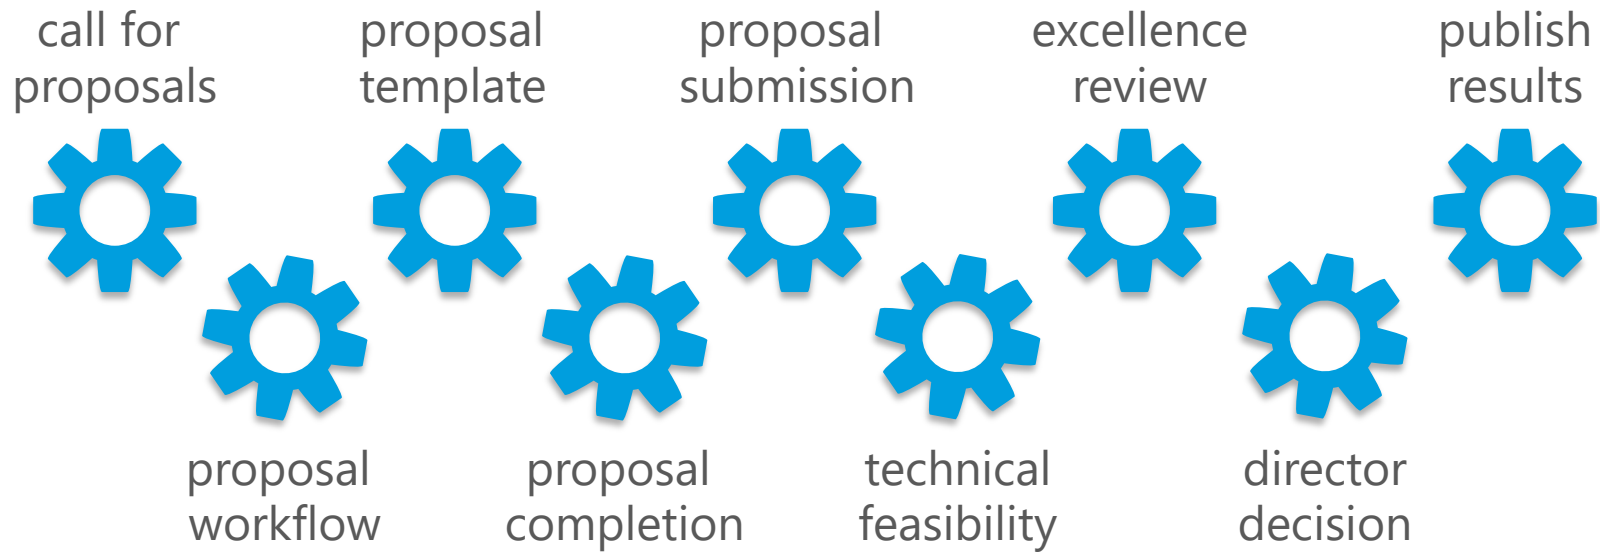 call for
proposals
proposal
workflow
proposal
template
proposal
completion
proposal
submission
technical
feasibility
excellence
review
director
decision
publish
results